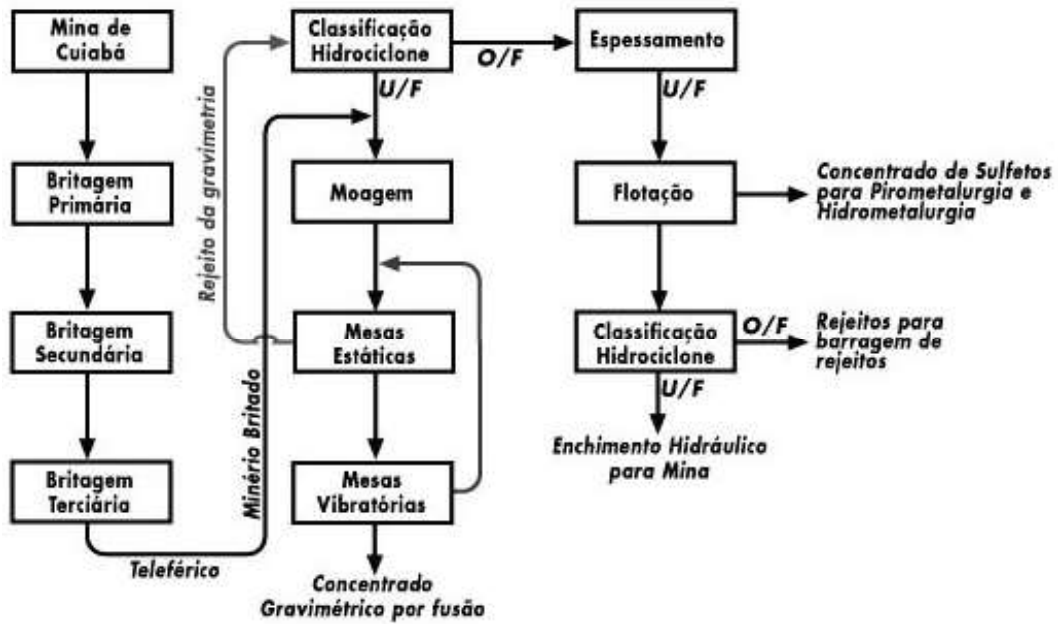 Mina de
Cuiabá
Britagem
Primária
Britagem
Secundária
Britagem
Terciária
Teleférico
Minério Britado
Rejeito da gravimetria
Classificação
Hidrociclone
O/F
U/F
Moagem
Mesas
Estáticas
Mesas
Vibratórias
Concentrado
Gravimétrico por fusão
Espessamento
U/F
Flotação
Concentrado de Sulfetos
para Pirometalurgia e
Hidrometalurgia
Classificação
Hidrociclone
O/F
Rejeitos para
barragem de
rejeitos
U/F
Enchimento Hidráulico
para Mina